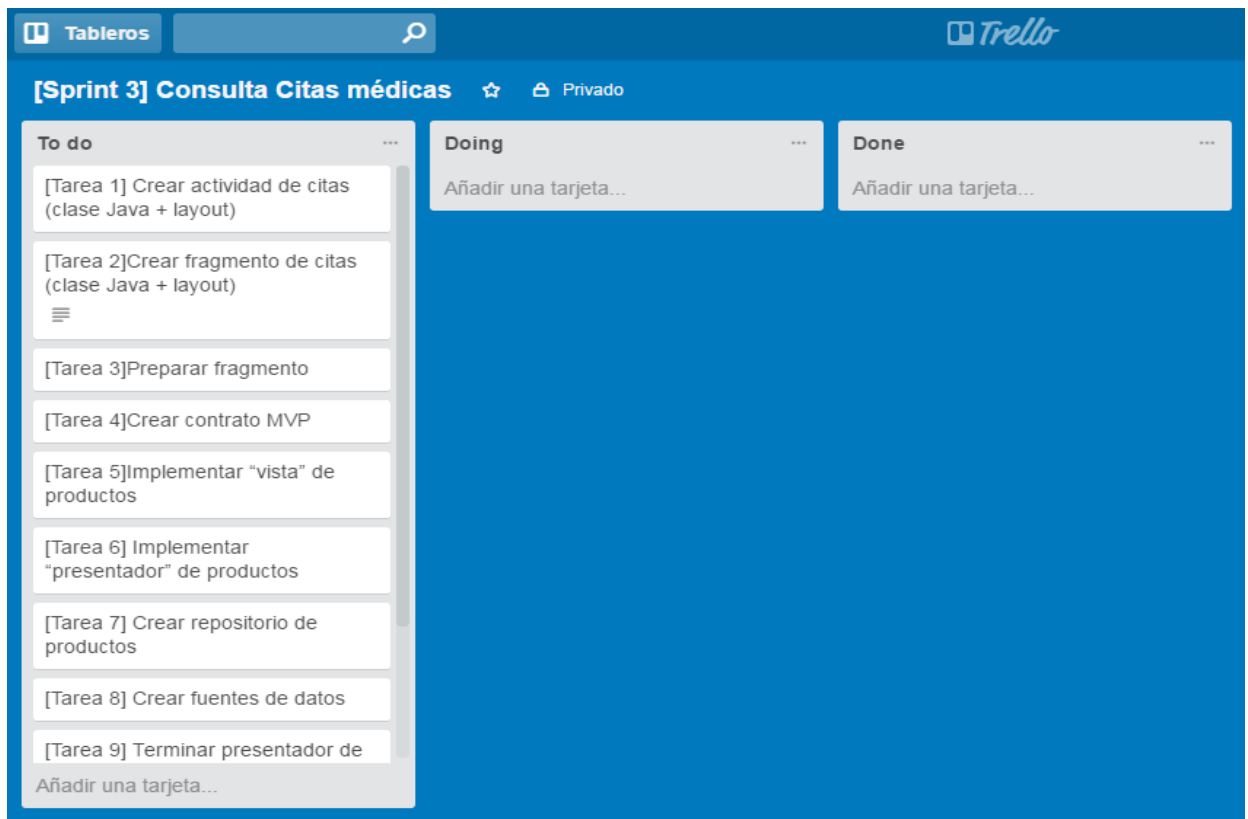 Tableros
Trello
[Sprint 3] Consulta Citas médicas
Privado
To do
[Tarea 1] Crear actividad de citas
(clase Java + layout)
[Tarea 2]Crear fragmento de citas
(clase Java + layout)
[Tarea 3]Preparar fragmento
[Tarea 4]Crear contrato MVP
[Tarea 5]Implementar “vista” de
productos
[Tarea 6] Implementar
“presentador” de productos
[Tarea 7] Crear repositorio de
productos
[Tarea 8] Crear fuentes de datos
[Tarea 9] Terminar presentador de
Añadir una tarjeta...
Doing
Añadir una tarjeta...
Done
Añadir una tarjeta...